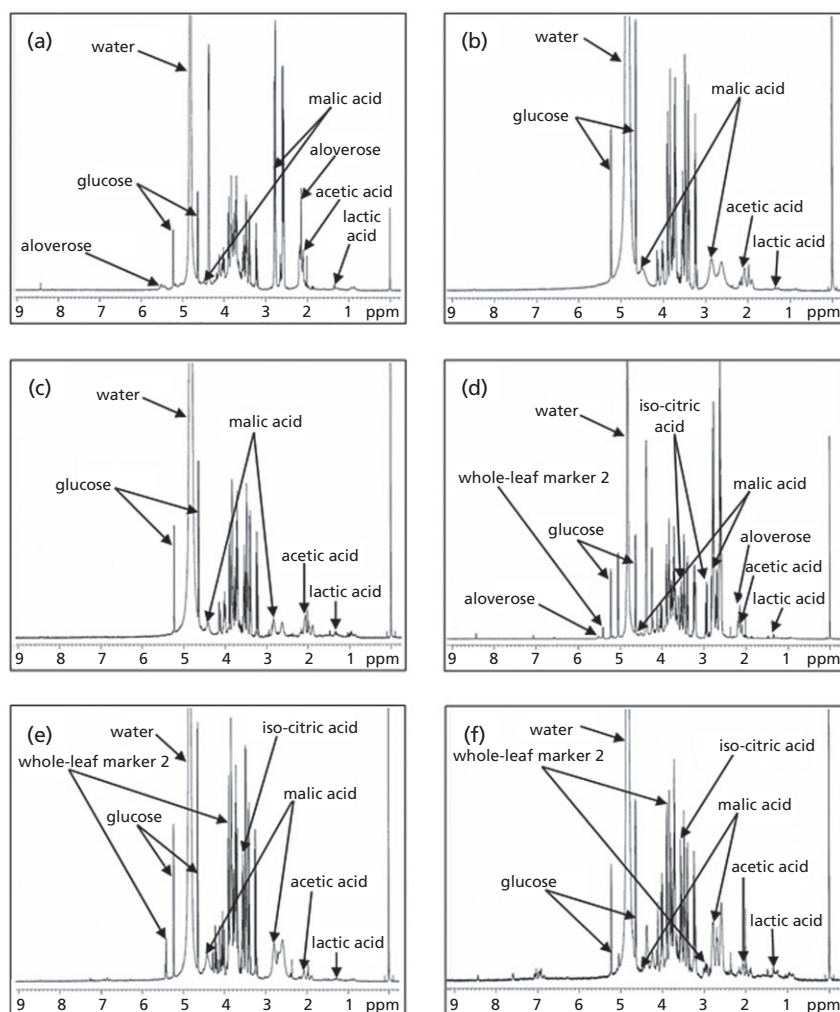 (a)
water
malic acid
aloverose
glucose
acetic acid
lactic
acid
aloverose
9 8 7 6 5 4 3 2 1 ppm
(b)
water
malic acid
glucose
acetic acid
lactic acid
9 8 7 6 5 4 3 2 1 ppm
(c)
water
malic acid
glucose
acetic acid
lactic acid
9 8 7 6 5 4 3 2 1 ppm
(d)
iso-citric
acid
water
whole-leaf marker 2
malic acid
glucose
aloverose
acetic acid
aloverose
lactic acid
9 8 7 6 5 4 3 2 1 ppm
(e)
water
iso-citric acid
whole-leaf marker 2
malic acid
glucose
acetic acid
lactic acid
9 8 7 6 5 4 3 2 1 ppm
(f)
water
whole-leaf marker 2
iso-citric acid
malic acid
acetic acid
glucose
lactic acid
9 8 7 6 5 4 3 2 1 ppm